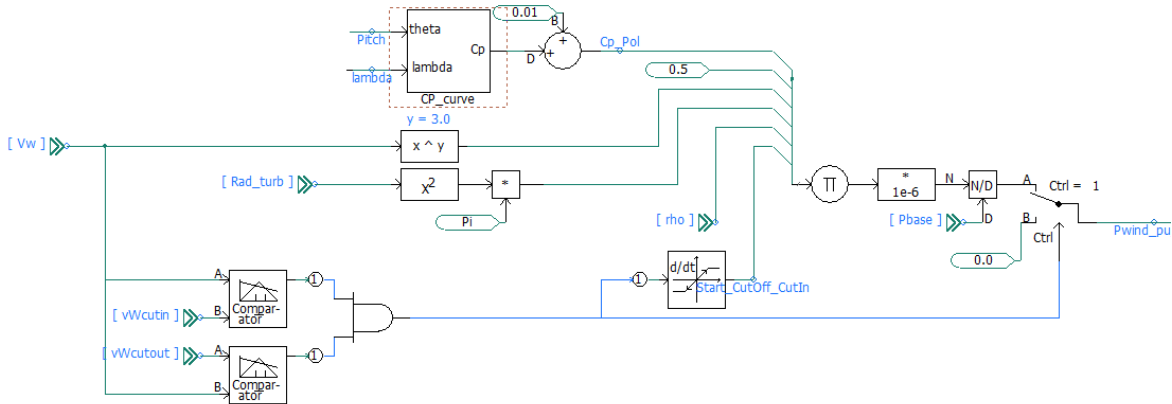 0.01
B
theta
Pitch
Cp
D
+
+
Cp_Pol
lambda
lambda
CP_curve
0.5
y = 3.0
[ Vw ]
x ^ y
[ Rad_turb ]
X2
*
Pi
[ rho ]
Π
*
1e-6
N
N/D
D
[ Pbase ]
A
Ctrl = 1
B
Ctrl
0.0
Pwind_pu
d/dt
Start_CutOff_CutIn
1
A
Compar-
ator
B
1
[ vWcutin ]
[ vWcutout ]
A
Compar-
ator
B
1